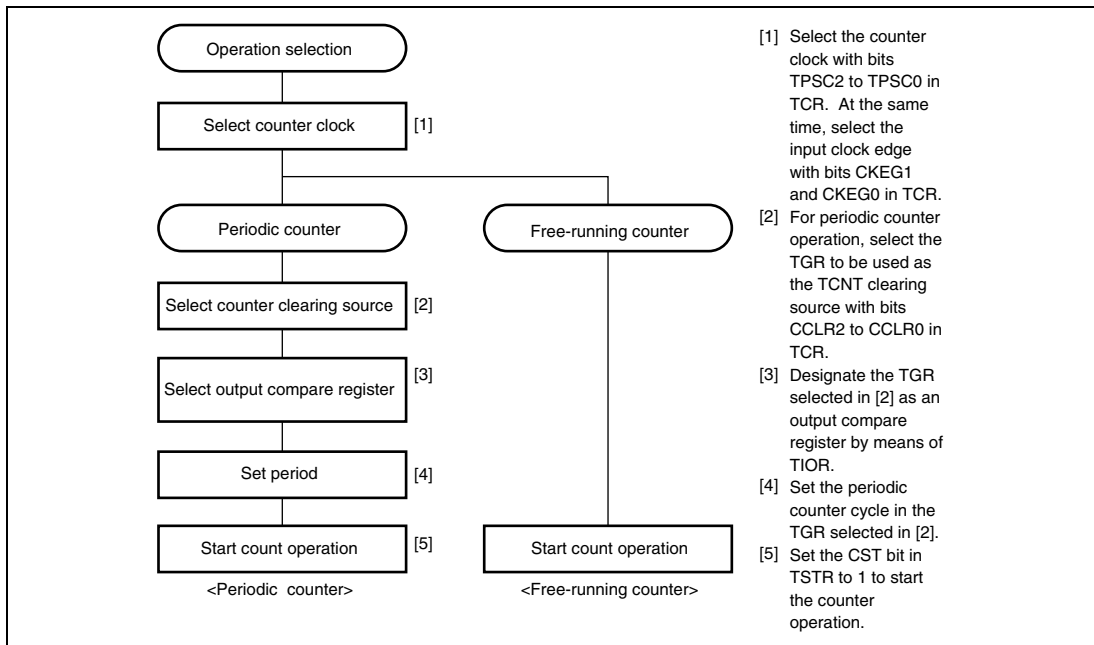 Operation selection
Select counter clock
[1]
Periodic counter
Free-running counter
Select counter clearing source
[2]
Select output compare register
[3]
Set period
[4]
Start count operation
[5]
Start count operation
<Periodic counter>
<Free-running counter>
[1] Select the counter
clock with bits
TPSC2 to TPSC0 in
TCR. At the same
time, select the
input clock edge
with bits CKEG1
and CKEG0 in TCR.
[2] For periodic counter
operation, select the
TGR to be used as
the TCNT clearing
source with bits
CCLR2 to CCLR0 in
TCR.
[3] Designate the TGR
selected in [2] as an
output compare
register by means of
TIOR.
[4] Set the periodic
counter cycle in the
TGR selected in [2].
[5] Set the CST bit in
TSTR to 1 to start
the counter
operation.